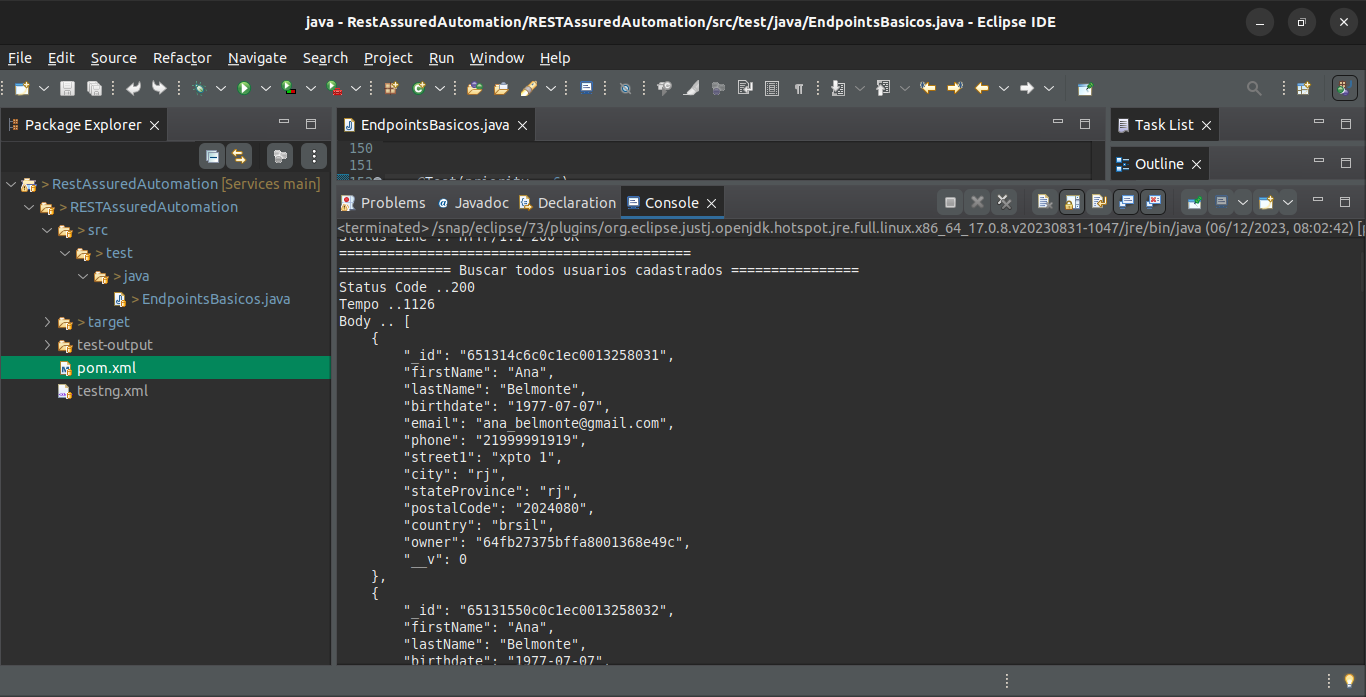 java - RestAssuredAutomation/RESTAssuredAutomation/src/test/java/EndpointsBasicos.java - Eclipse IDE
File Edit Source Refactor Navigate Search Project Run Window Help
Package Explorer
EndpointsBasicos.java
Task List
Outline
150
151
> RestAssuredAutomation [Services main]
> RESTAssuredAutomation
> src
> test
> java
> EndpointsBasicos.java
> target
test-output
pom.xml
testng.xml
Problems Javadoc Declaration Console
<terminated> /snap/eclipse/73/plugins/org.eclipse.justj.openjdk.hotspot.jre.full.linux.x86_64_17.0.8.v20230831-1047/jre/bin/java (06/12/2023, 08:02:42) [
Status Line .. HTTP/1.1 200 OK
============================================
============== Buscar todos usuarios cadastrados ================
Status Code ..200
Tempo ..1126
Body .. [
{
"_id": "651314c6c0c1ec0013258031",
"firstName": "Ana",
"lastName": "Belmonte",
"birthdate": "1977-07-07",
"email": "ana_belmonte@gmail.com",
"phone": "21999991919",
"street1": "xpto 1",
"city": "rj",
"stateProvince": "rj",
"postalCode": "2024080",
"country": "brsil",
"owner": "64fb27375bffa8001368e49c",
"__v": 0
},
{
"_id": "65131550c0c1ec0013258032",
"firstName": "Ana",
"lastName": "Belmonte",
"birthdate": "1977-07-07",